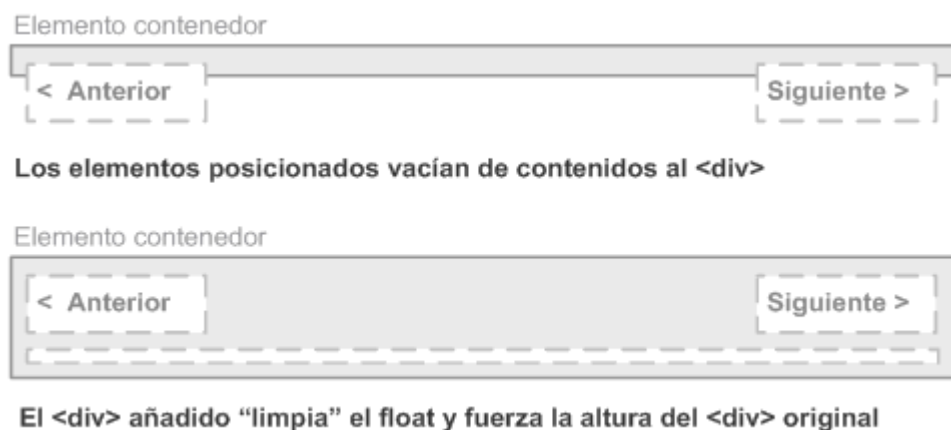 Elemento contenedor
< Anterior
Siguiente >
Los elementos posicionados vacían de contenidos al <div>
Elemento contenedor
< Anterior
Siguiente >
El <div> añadido “limpia” el float y fuerza la altura del <div> original